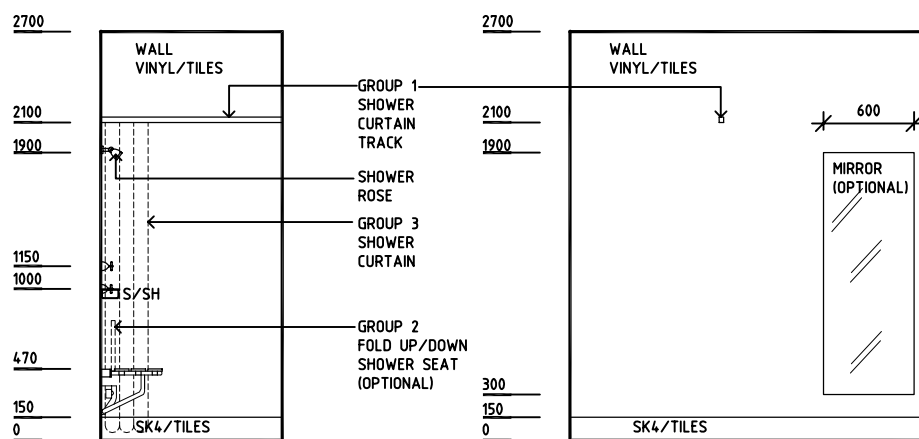 2700
2100
1900
1150
1000
470
150
0
WALL
VINYL/TILES
S/SH
SK4/TILES
GROUP 1
SHOWER
CURTAIN
TRACK
SHOWER
ROSE
GROUP 3
SHOWER
CURTAIN
GROUP 2
FOLD UP/DOWN
SHOWER SEAT
(OPTIONAL)
2700
2100
1900
300
150
0
WALL
VINYL/TILES
600
MIRROR
(OPTIONAL)
SK4/TILES